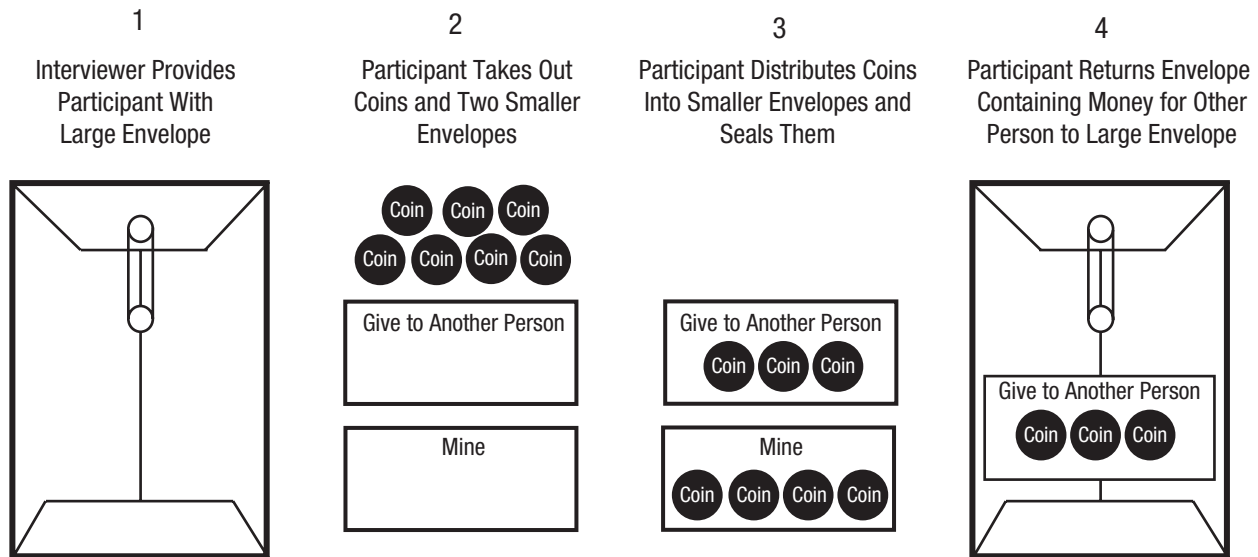 1
Interviewer Provides
Participant With
Large Envelope
2
Participant Takes Out
Coins and Two Smaller
Envelopes
Coin Coin Coin
Coin Coin Coin Coin
Give to Another Person
Mine
3
Participant Distributes Coins
Into Smaller Envelopes and
Seals Them
Give to Another Person
Coin Coin Coin
Mine
Coin Coin Coin Coin
4
Participant Returns Envelope
Containing Money for Other
Person to Large Envelope
Give to Another Person
Coin Coin Coin